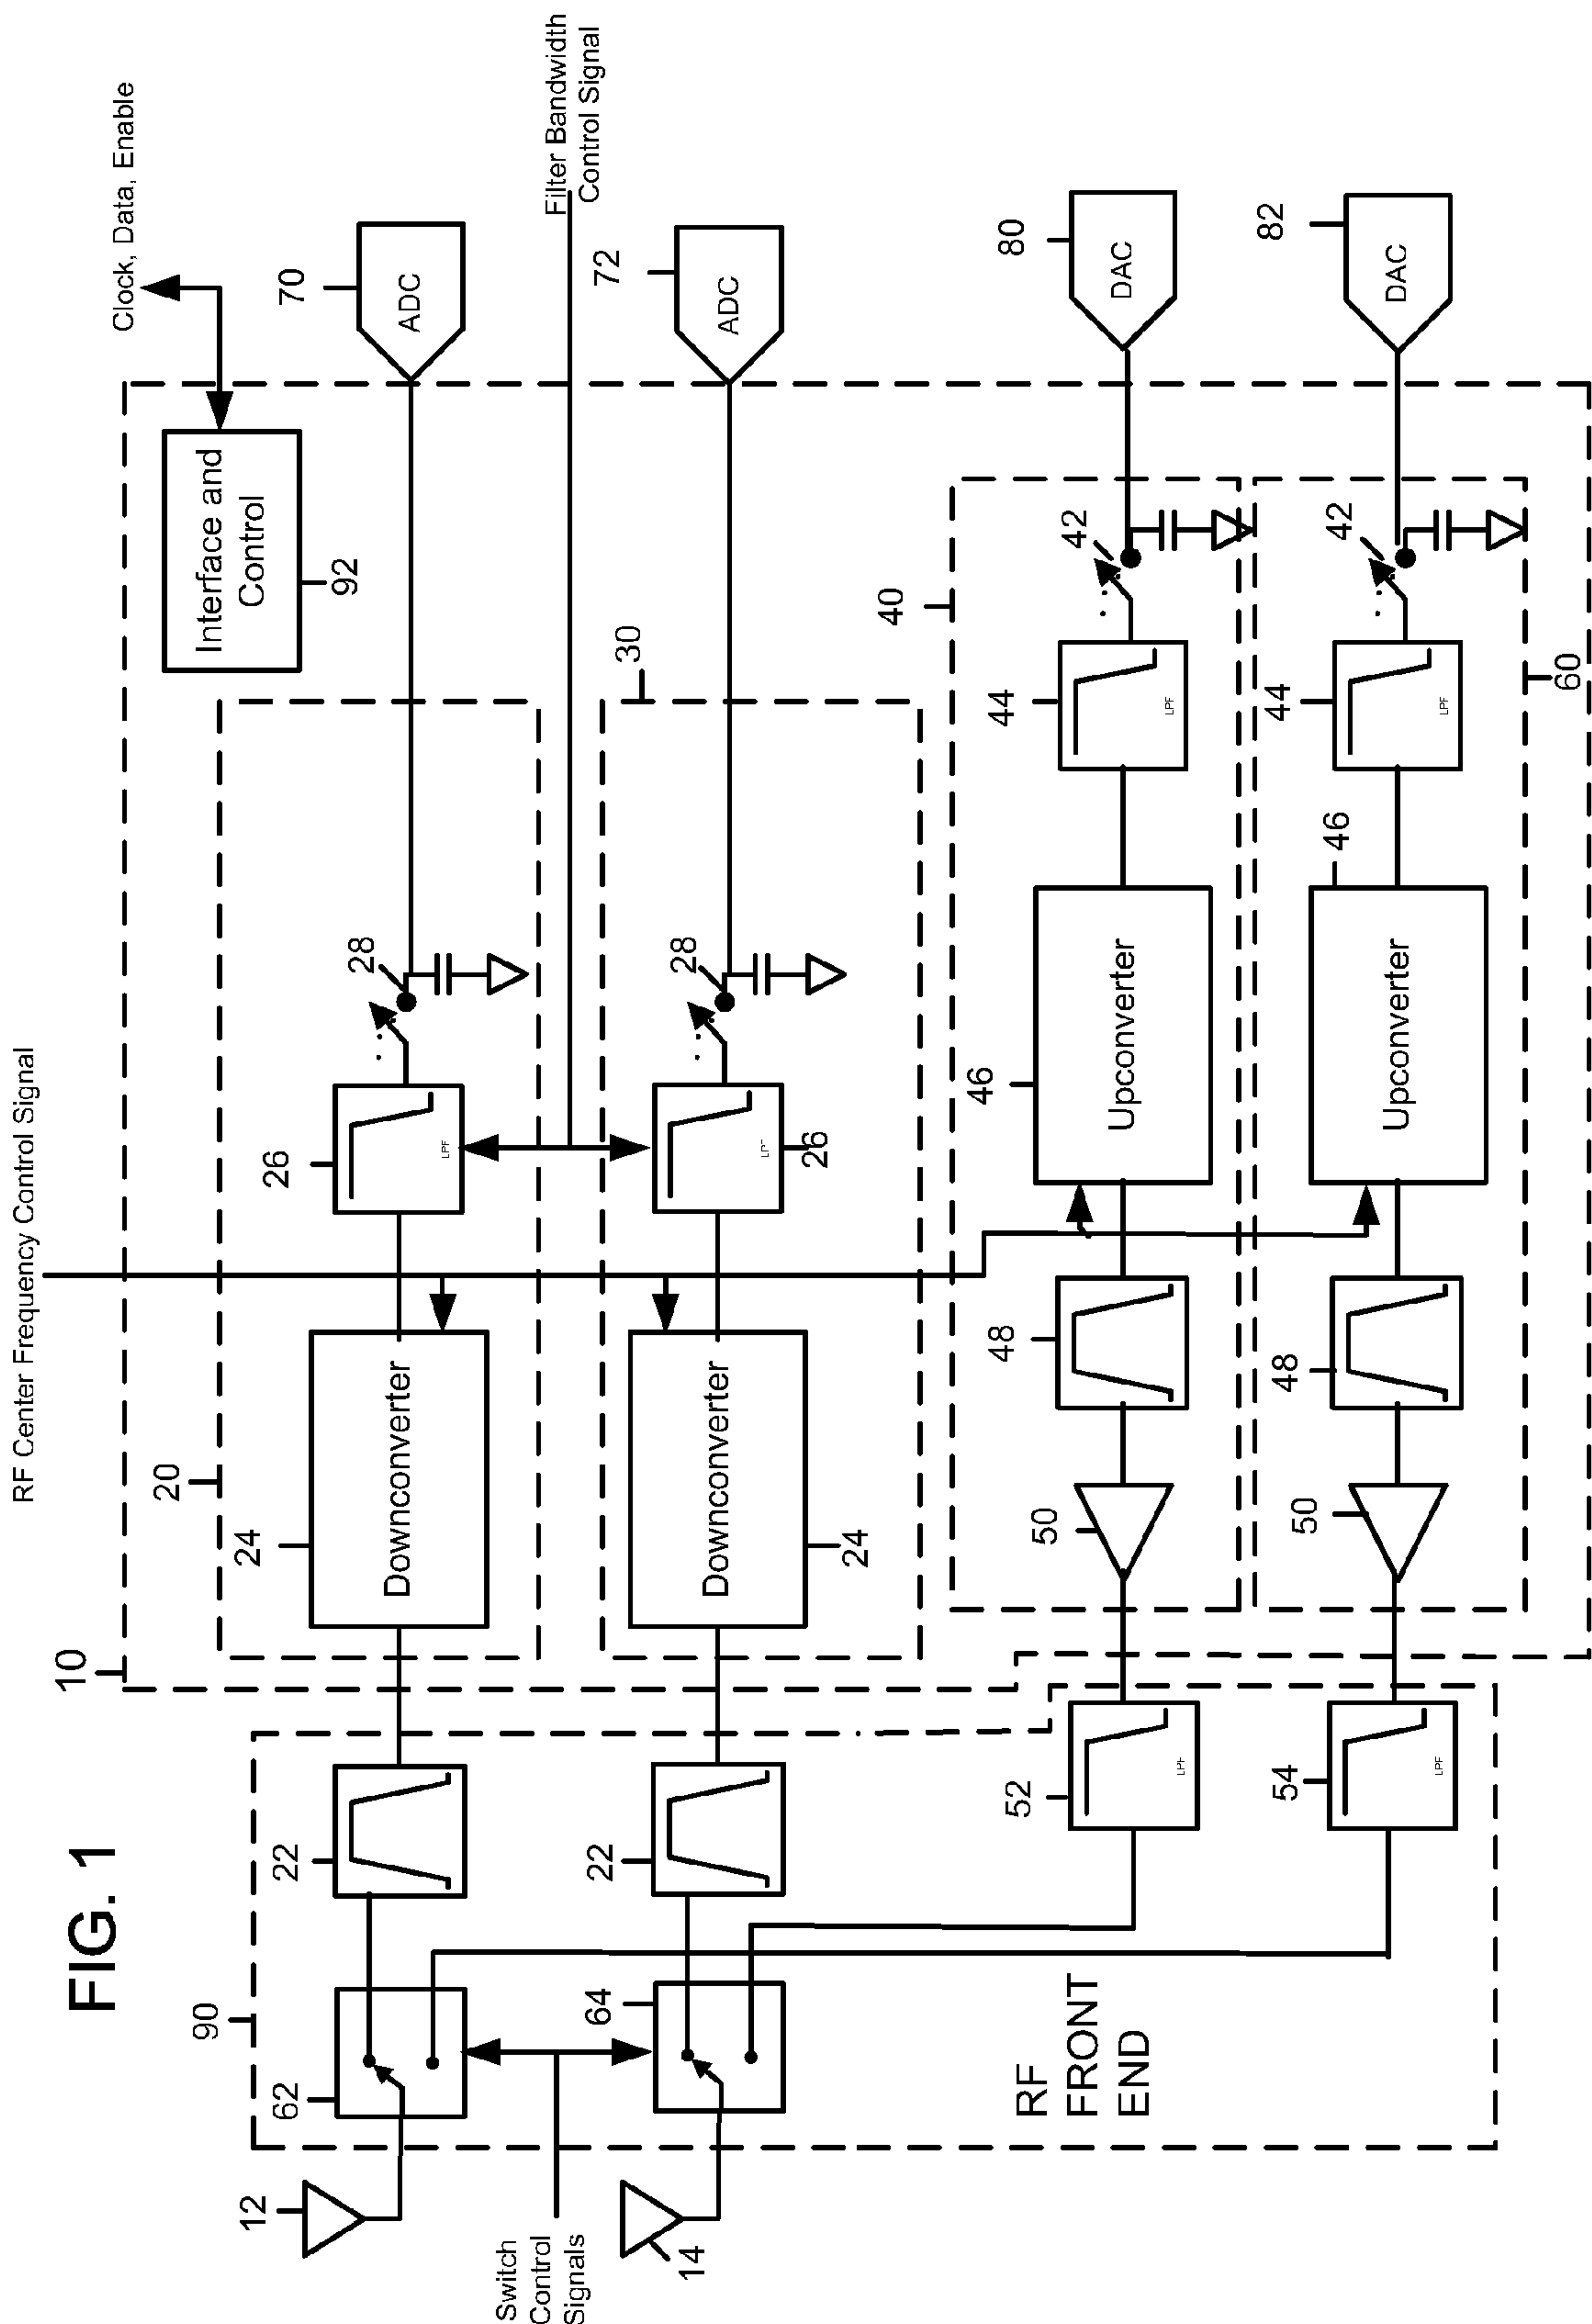 FIG. 1
RF Center Frequency Control Signal
Clock, Data, Enable
Filter Bandwidth
Control Signal
Switch
Control
Signals
10
12
14
90
62
64
22
22
20
24
Downconverter
26
LPF
28
70
ADC
Interface and
Control
92
30
24
Downconverter
26
28
72
ADC
40
50
48
46
Upconverter
44
LPF
42
80
DAC
60
50
48
46
Upconverter
44
LPF
42
82
DAC
52
LPF
54
LPF
RF
FRONT
END